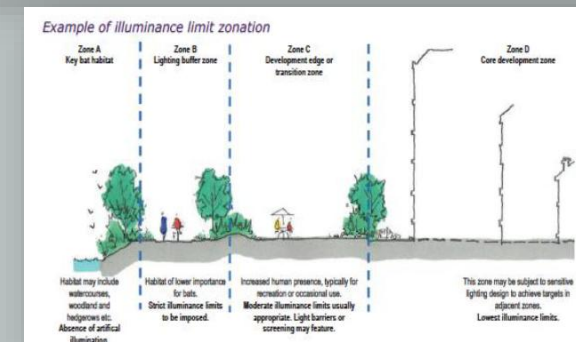 Example of illuminance limit zonation
Zone A
Key bat habitat
Zone B
Lighting buffer zone
Zone C
Development edge or
transition zone
Zone D
Core development zone
Habitat may include
watercourses,
woodland and
hedgerows etc.
Absence of artifical
illumination.
Habitat of lower importance
for bats.
Strict illuminance limits
to be imposed.
Increased human presence, typically for
recreation or occasional use.
Moderate illuminance limits usually
appropriate. Light barriers or
screening may feature.
This zone may be subject to sensitive
lighting design to achieve targets in
adjacent zones.
Lowest illuminance limits.